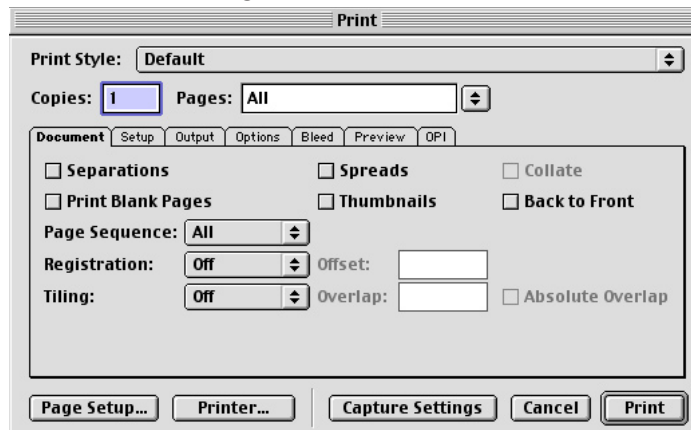 Print
Print Style: Default
Copies: 1 Pages: All
Document Setup Output Options Bleed Preview OPI
Separations Spreads Collate
Print Blank Pages Thumbnails Back to Front
Page Sequence: All
Registration: Off Offset:
Tiling: Off Overlap: Absolute Overlap
Page Setup... Printer... Capture Settings Cancel Print